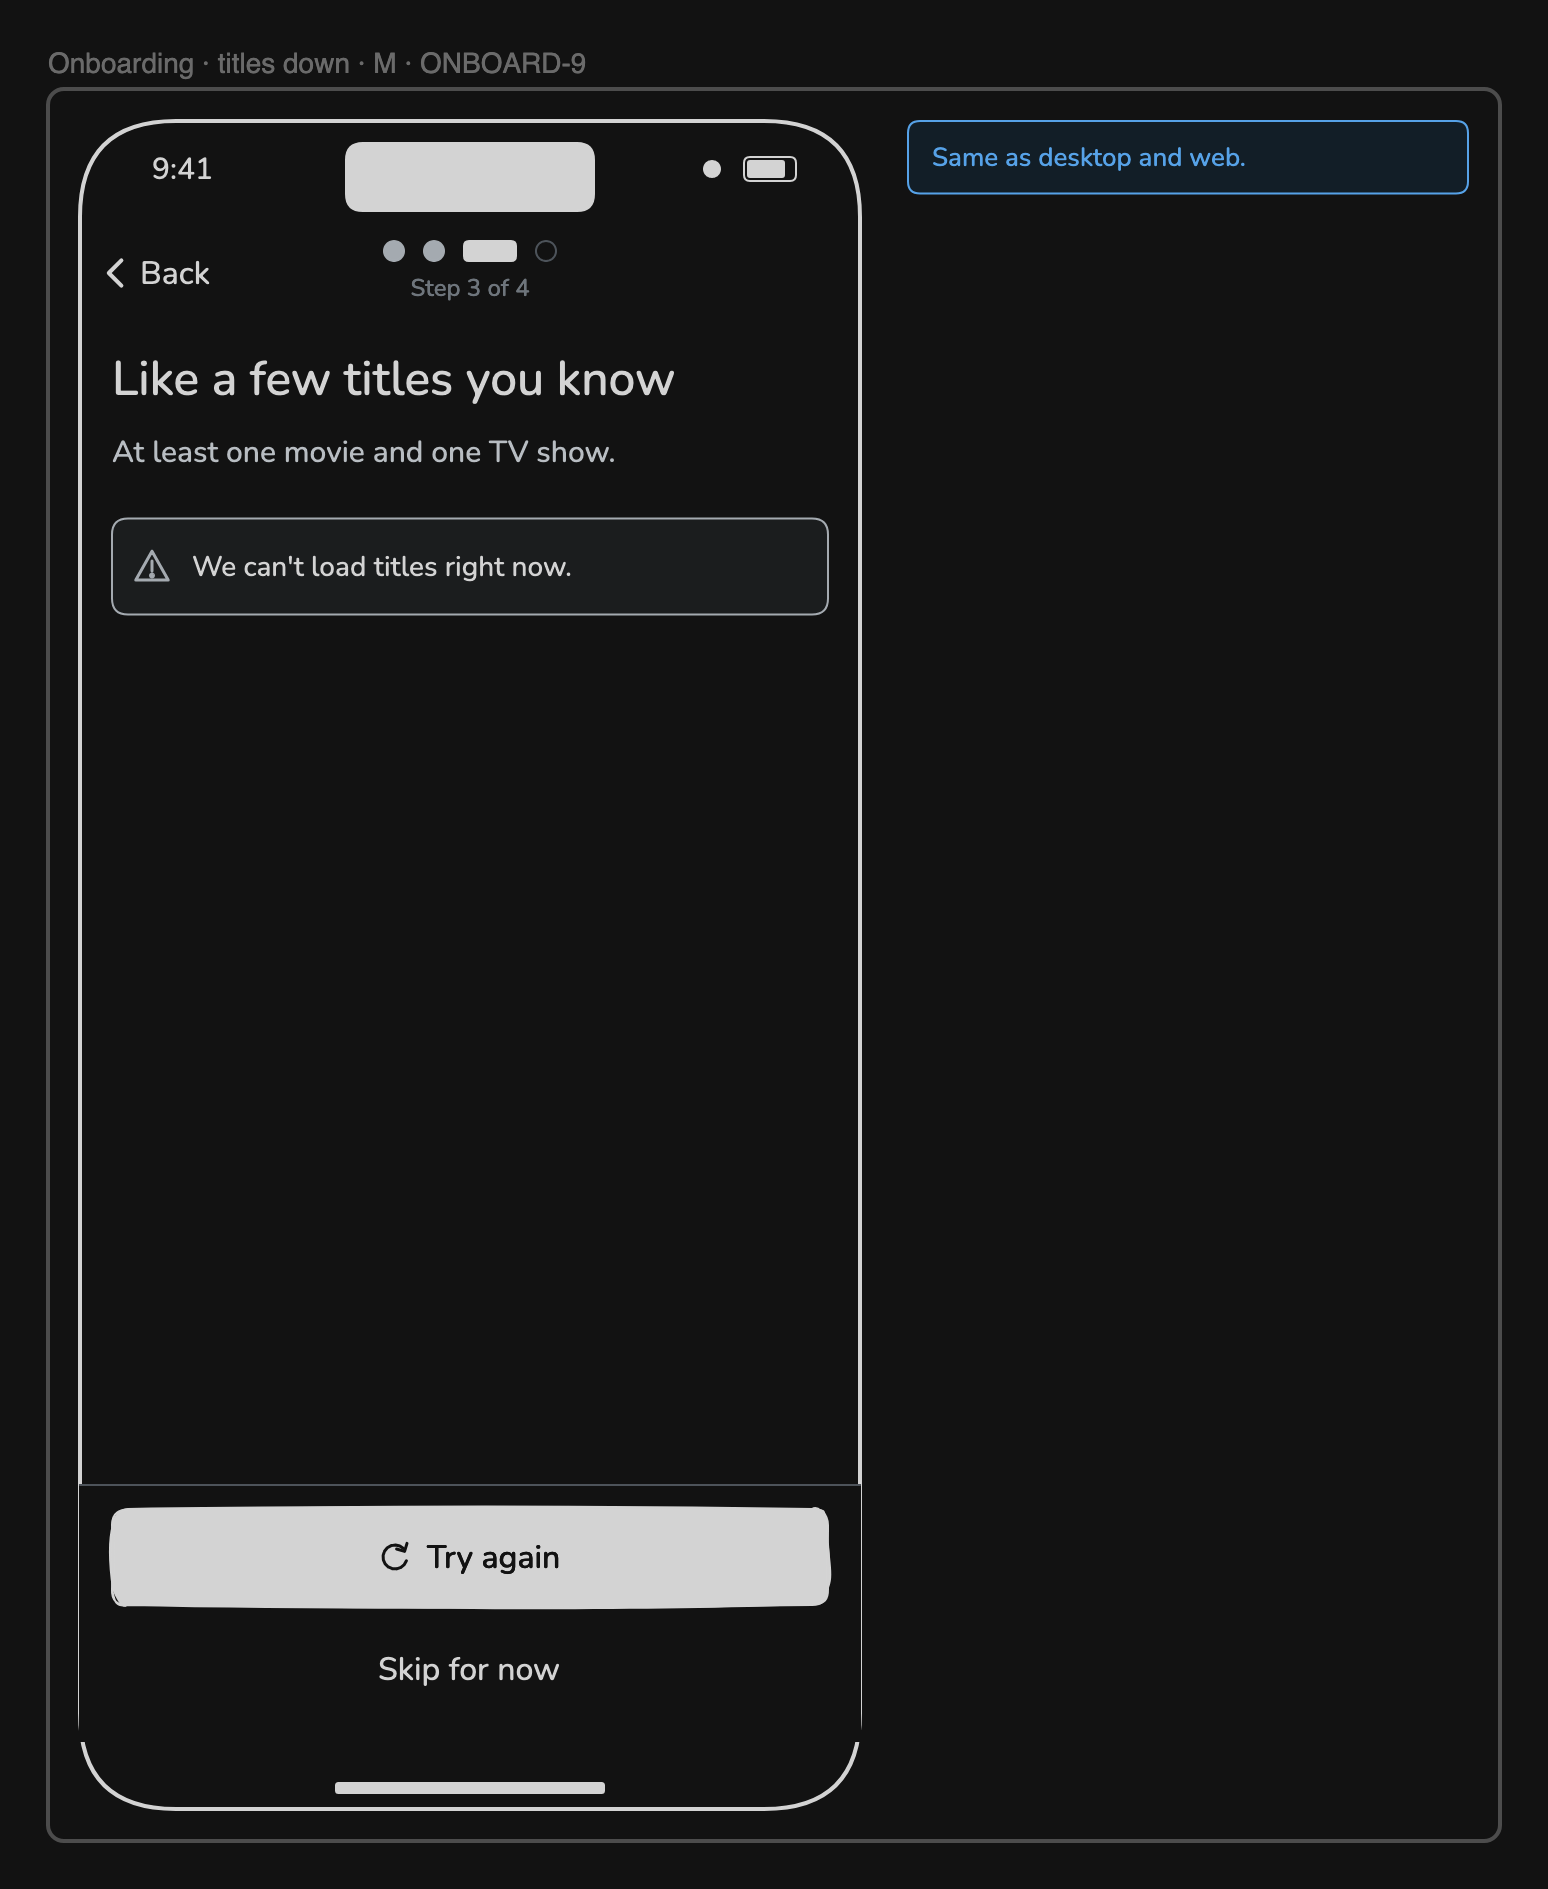 Onboarding · titles down · M · ONBOARD-9
9:41
Back
Step 3 of 4
Like a few titles you know
At least one movie and one TV show.
We can't load titles right now.
Try again
Skip for now
Same as desktop and web.